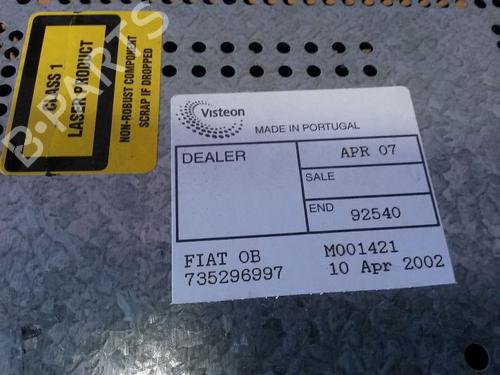 CLASS 1
LASER PRODUCT
NON-ROBUST COMPONENT
SCRAP IF DROPPED
B-PARTS
Visteon
MADE IN PORTUGAL
DEALER
APR 07
SALE
END
92540
FIAT OB
M001421
735296997
10 Apr 2002